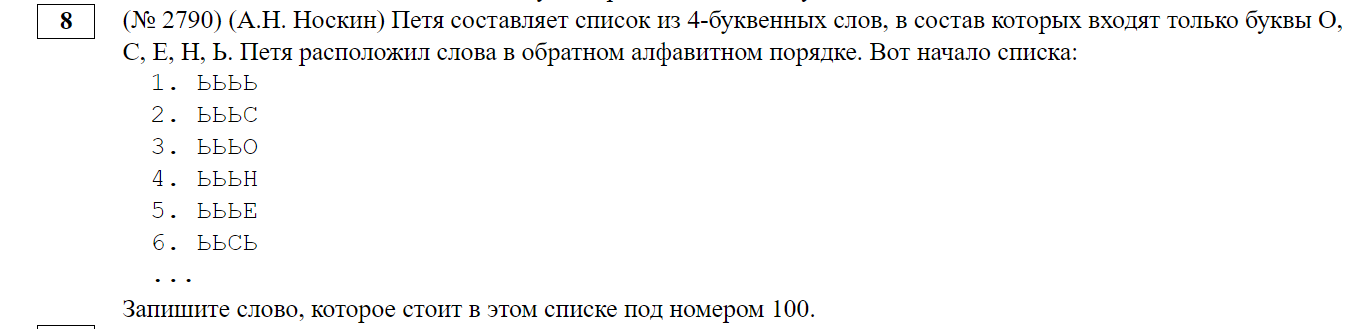 8 (№ 2790) (А.Н. Носкин) Петя составляет список из 4-буквенных слов, в состав которых входят только буквы О,
С, Е, Н, Ь. Петя расположил слова в обратном алфавитном порядке. Вот начало списка:
1. ЬЬЬЬ
2. ЬЬЬС
3. ЬЬЬО
4. ЬЬЬН
5. ЬЬЬЕ
6. ЬЬСЬ
...
Запишите слово, которое стоит в этом списке под номером 100.